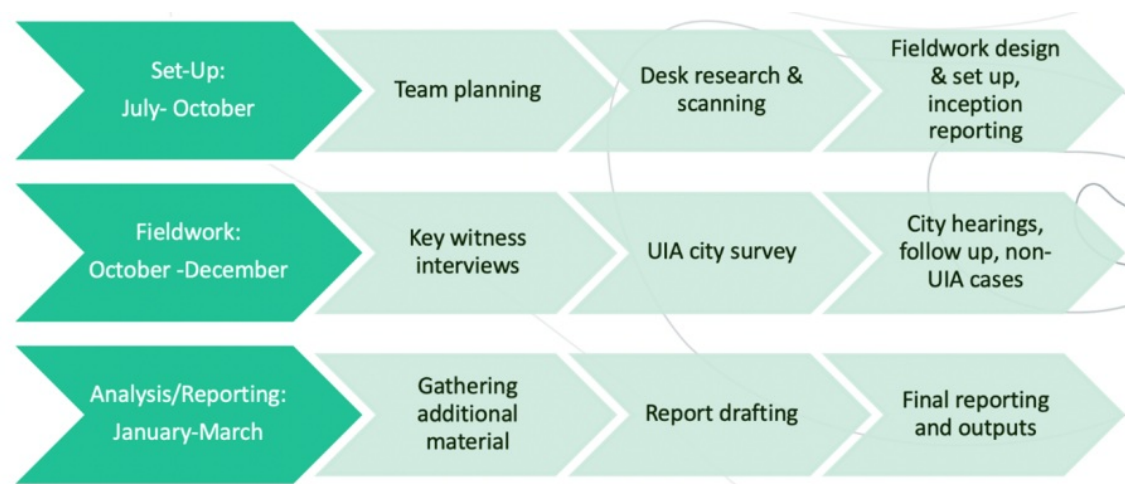 Set-Up:
July- October
Team planning
Desk research &
scanning
Fieldwork design
& set up,
inception
reporting
Fieldwork:
October -December
Key witness
interviews
UIA city survey
City hearings,
follow up, non-
UIA cases
Analysis/Reporting:
January-March
Gathering
additional
material
Report drafting
Final reporting
and outputs